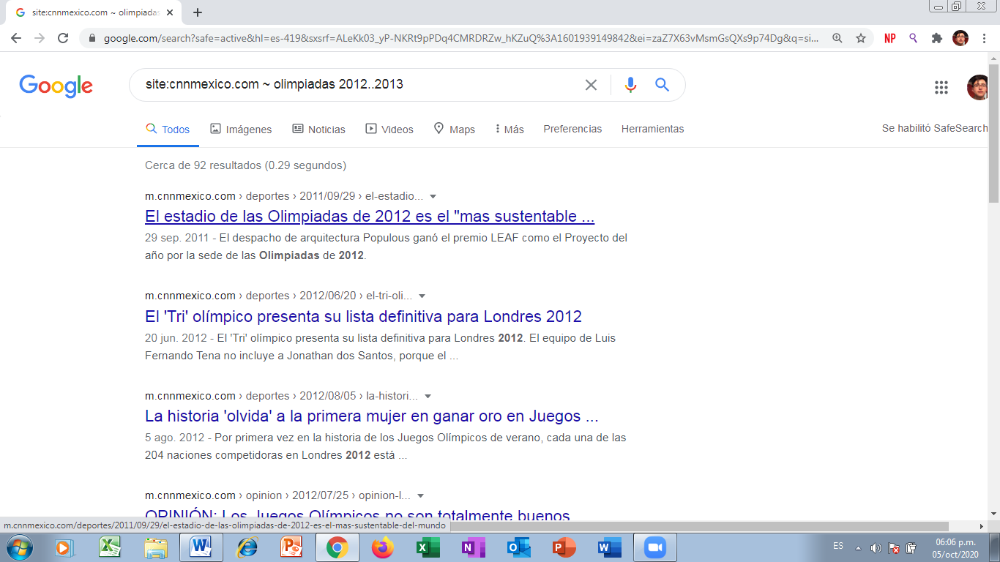 site:cnnmexico.com ~ olimpiadas
google.com/search?safe=active&hl=es-419&sxsrf=ALeKk03_yP-NKRt9pPDq4CMRDRZw_hKZuQ%3A1601939149842&ei=zaZ7X63vMsmGsQXs9p74Dg&q=si...
NP
Google
site:cnnmexico.com ~ olimpiadas 2012..2013
Todos Imágenes Noticias Videos Maps Más Preferencias Herramientas
Se habilitó SafeSearch
Cerca de 92 resultados (0.29 segundos)
m.cnnmexico.com › deportes › 2011/09/29 › el-estadio...
El estadio de las Olimpiadas de 2012 es el "mas sustentable ...
29 sep. 2011 - El despacho de arquitectura Populous ganó el premio LEAF como el Proyecto del
año por la sede de las Olimpiadas de 2012.
m.cnnmexico.com › deportes › 2012/06/20 › el-tri-oli...
El 'Tri' olímpico presenta su lista definitiva para Londres 2012
20 jun. 2012 - El 'Tri' olímpico presenta su lista definitiva para Londres 2012. El equipo de Luis
Fernando Tena no incluye a Jonathan dos Santos, porque el ...
m.cnnmexico.com › deportes › 2012/08/05 › la-histori...
La historia 'olvida' a la primera mujer en ganar oro en Juegos ...
5 ago. 2012 - Por primera vez en la historia de los Juegos Olímpicos de verano, cada una de las
204 naciones competidoras en Londres 2012 está ...
m.cnnmexico.com › opinion › 2012/07/25 › opinion-l...
OPINIÓN: Los Juegos Olímpicos no son totalmente buenos
m.cnnmexico.com/deportes/2011/09/29/el-estadio-de-las-olimpiadas-de-2012-es-el-mas-sustentable-del-mundo
ES
06:06 p.m.
05/oct/2020